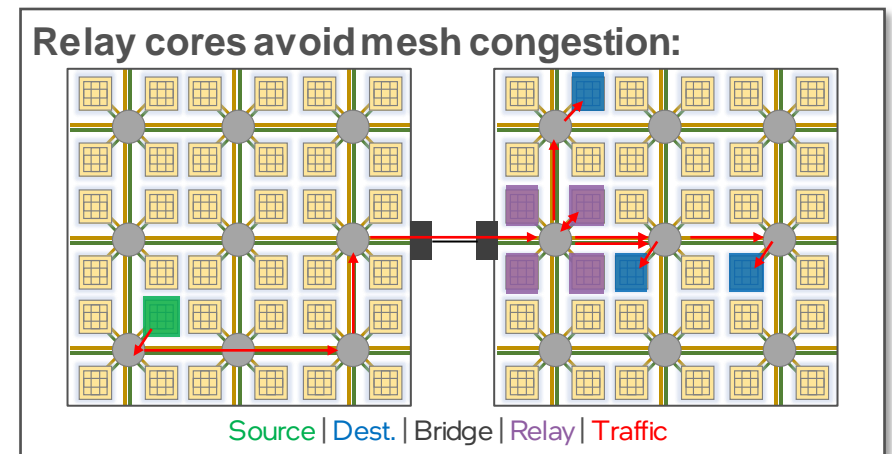 Relay cores avoid mesh congestion:
Source | Dest. | Bridge | Relay | Traffic